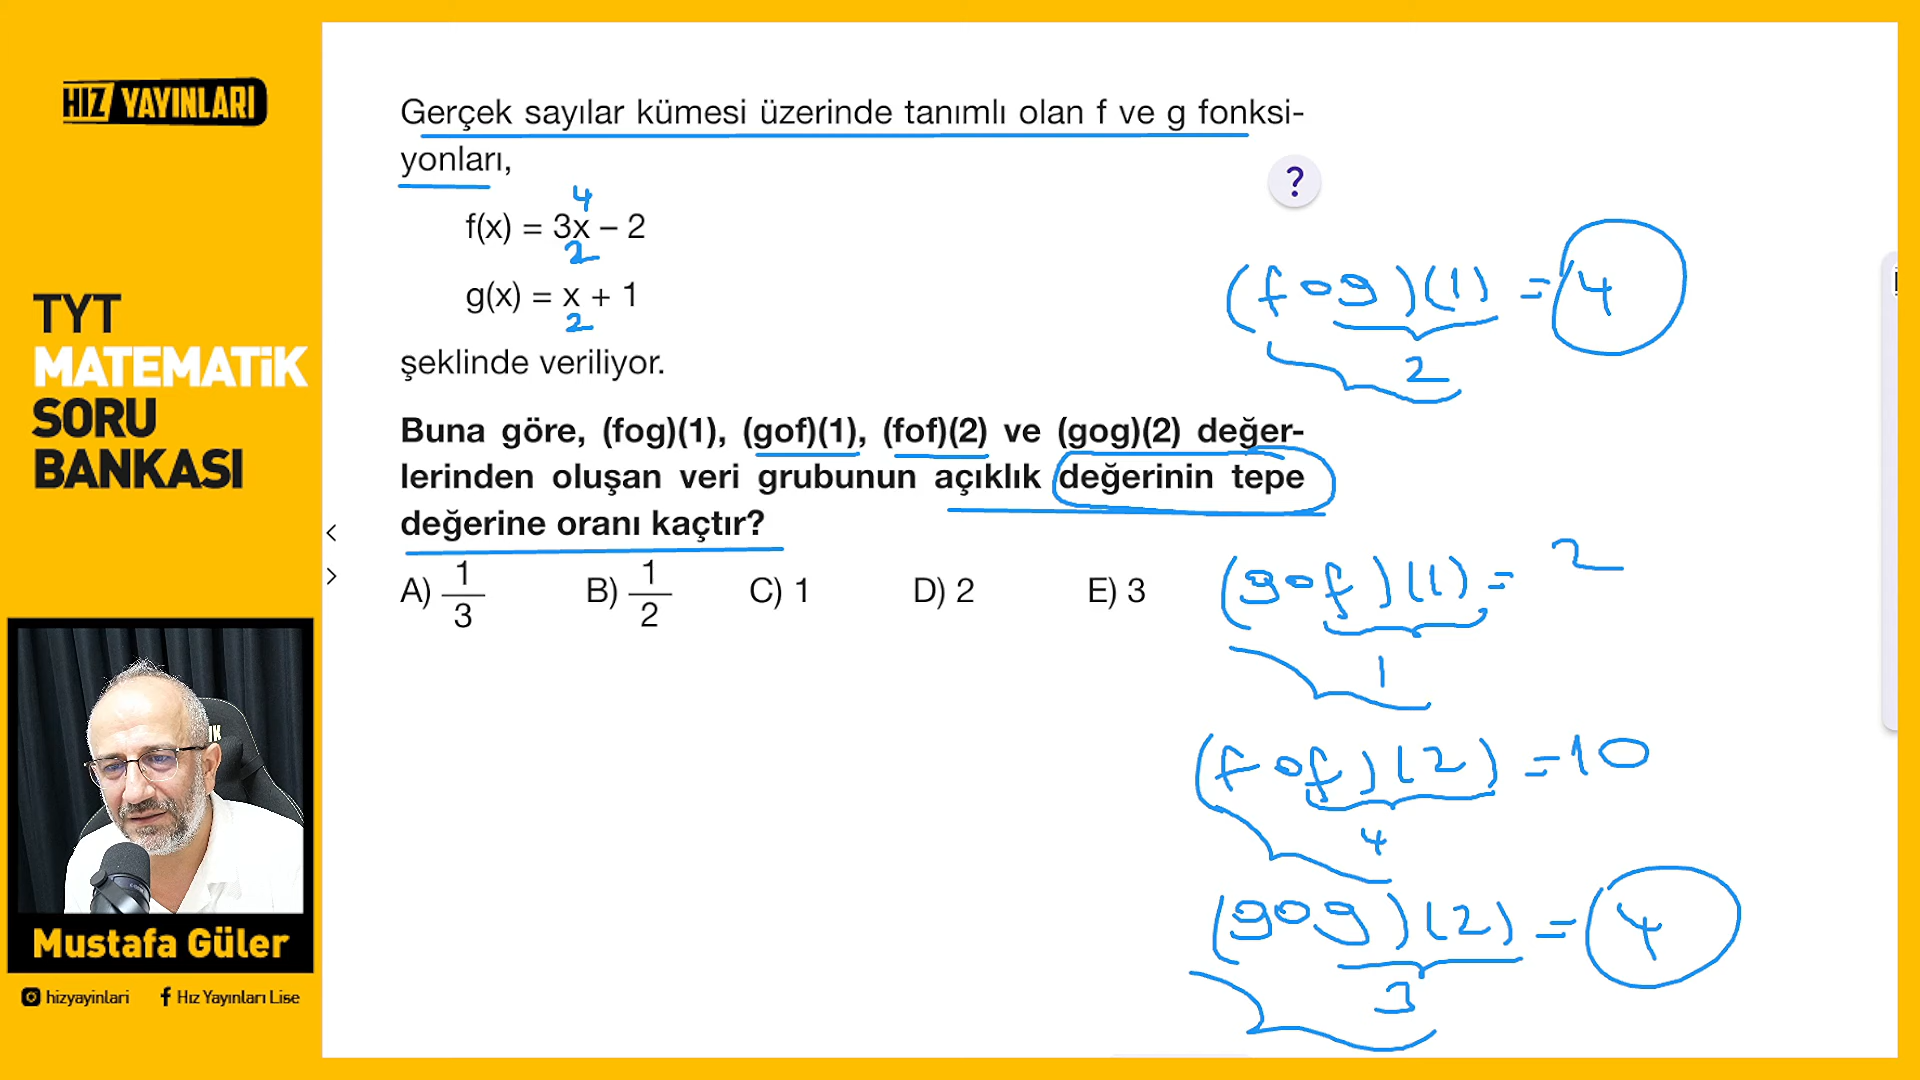 HIZ YAYINLARI
TYT
MATEMATİK
SORU
BANKASI
Mustafa Güler
hizyayinlari
Hız Yayınları Lise
Gerçek sayılar kümesi üzerinde tanımlı olan f ve g fonksi-
yonları,
4
f(x) = 3x – 2
2
g(x) = x + 1
2
şeklinde veriliyor.
Buna göre, (fog)(1), (gof)(1), (fof)(2) ve (gog)(2) değer-
lerinden oluşan veri grubunun açıklık değerinin tepe
değerine oranı kaçtır?
A) 1/3 B) 1/2 C) 1 D) 2 E) 3
<
>
?
(fog)(1) = 4
2
(gof)(1) = 2
1
(fof)(2) = 10
4
(gog)(2) = 4
3